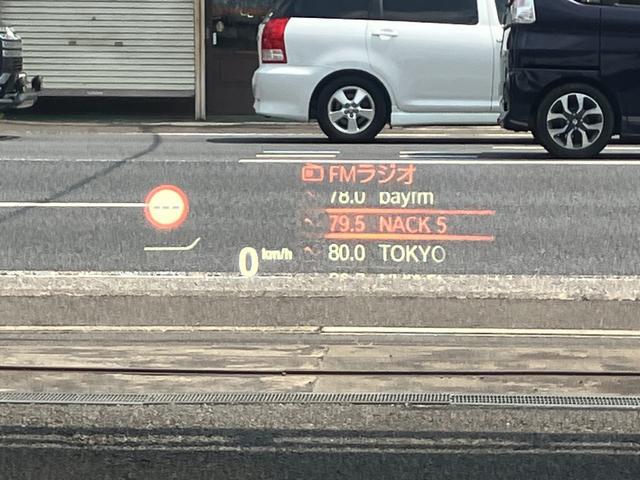 FMラジオ
78.0 bayfm
79.5 NACK 5
80.0 TOKYO
---
0 km/h